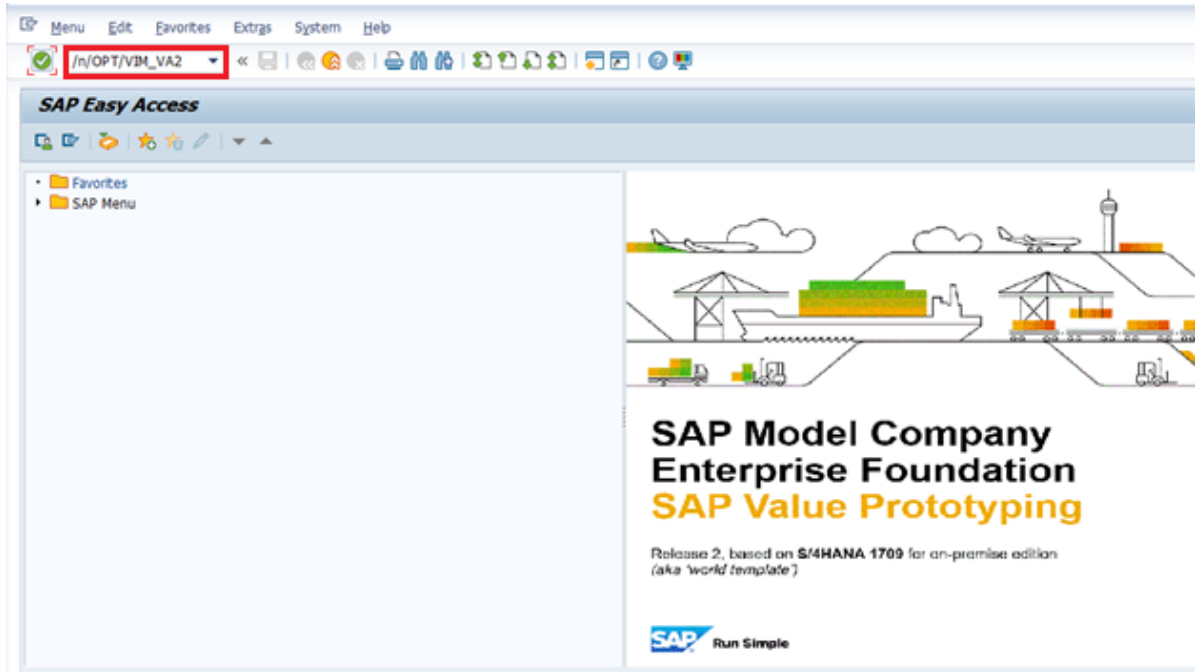 Menu Edit Favorites Extras System Help
/n/OPT/VIM_VA2
SAP Easy Access
Favorites
SAP Menu
SAP Model Company
Enterprise Foundation
SAP Value Prototyping
Release 2, based on S/4HANA 1709 for on-premise edition
(aka 'world template')
SAP Run Simple